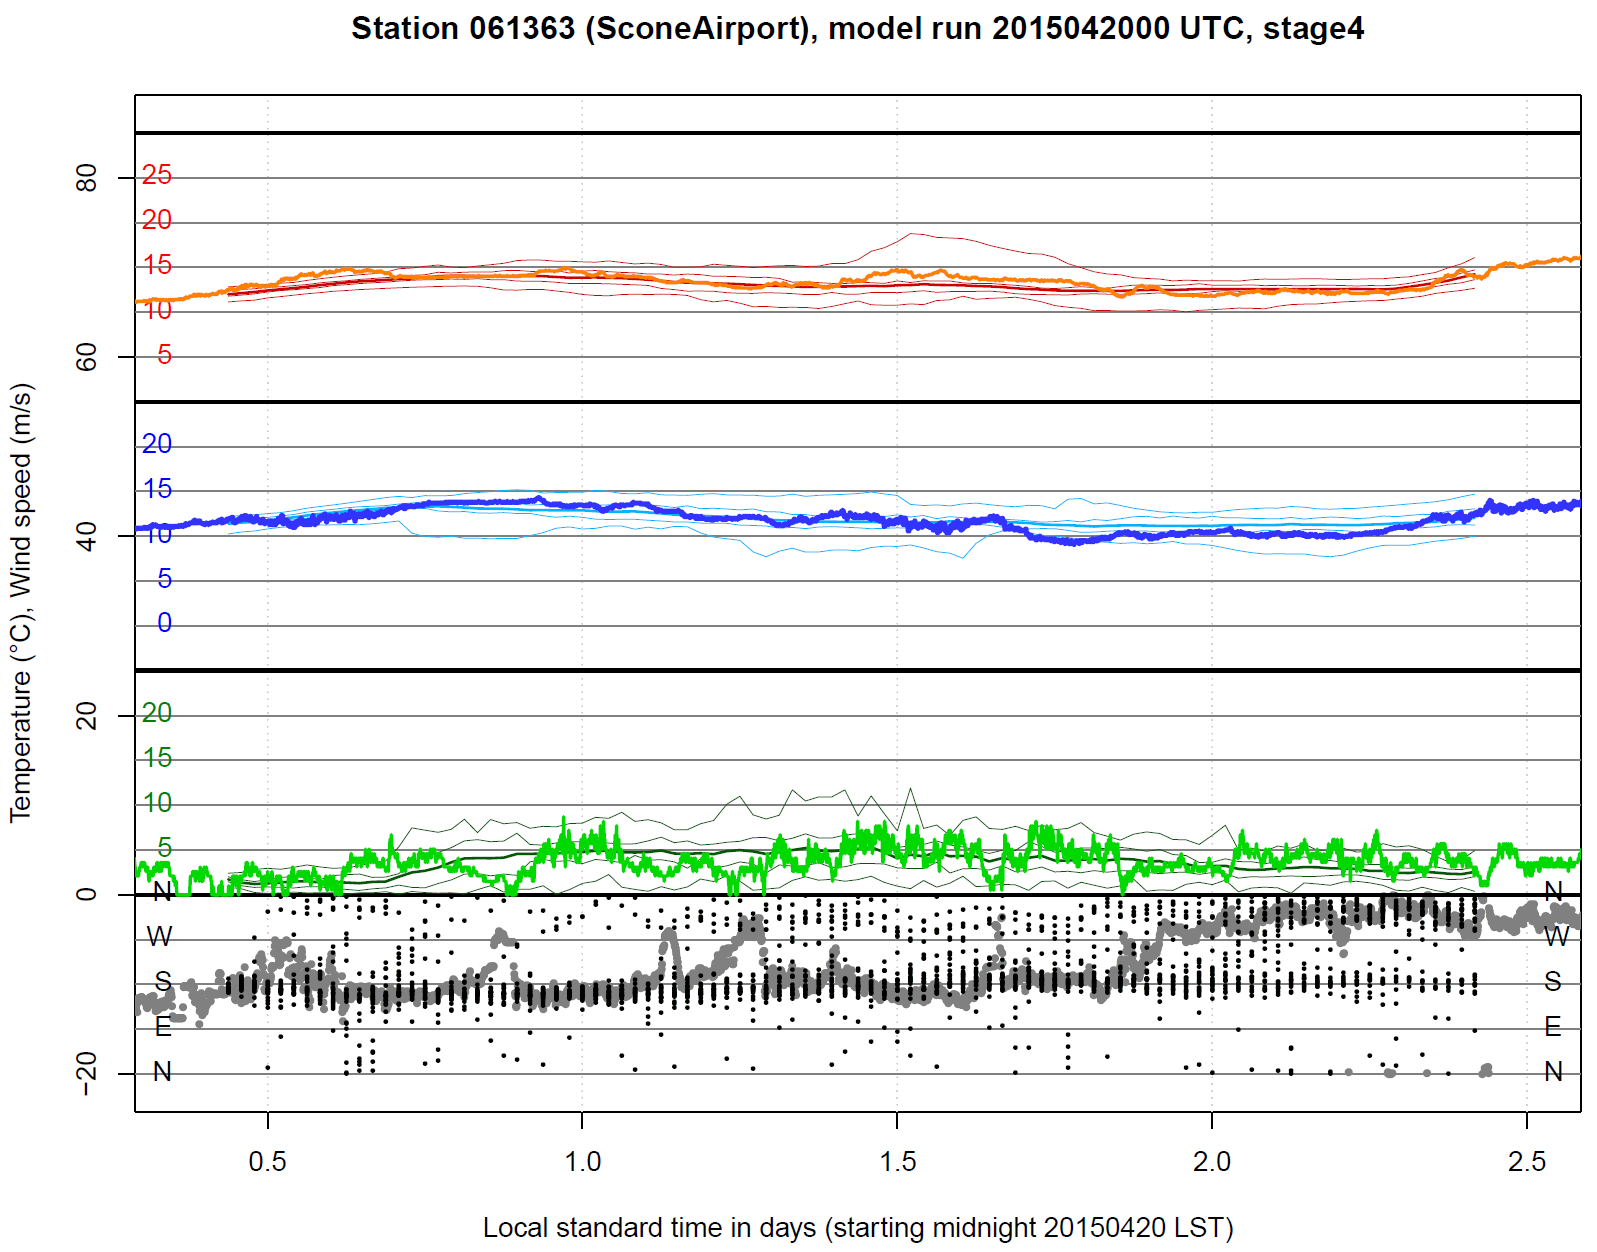 Station 061363 (SconeAirport), model run 2015042000 UTC, stage4
Temperature (°C), Wind speed (m/s)
80
60
40
20
0
−20
25
20
15
10
5
20
15
10
5
0
20
15
10
5
N
W
S
E
N
N
W
S
E
N
0.5
1.0
1.5
2.0
2.5
Local standard time in days (starting midnight 20150420 LST)